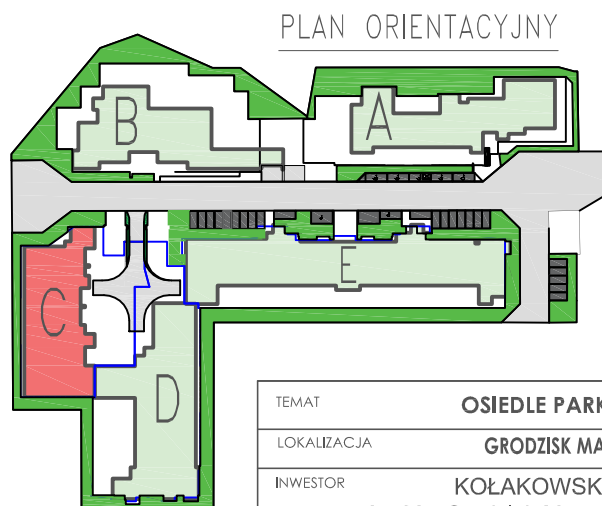 PLAN ORIENTACYJNY
B
A
E
C
D
TEMAT OSIEDLE PARK
LOKALIZACJA GRODZISK MA
INWESTOR KOŁAKOWSK